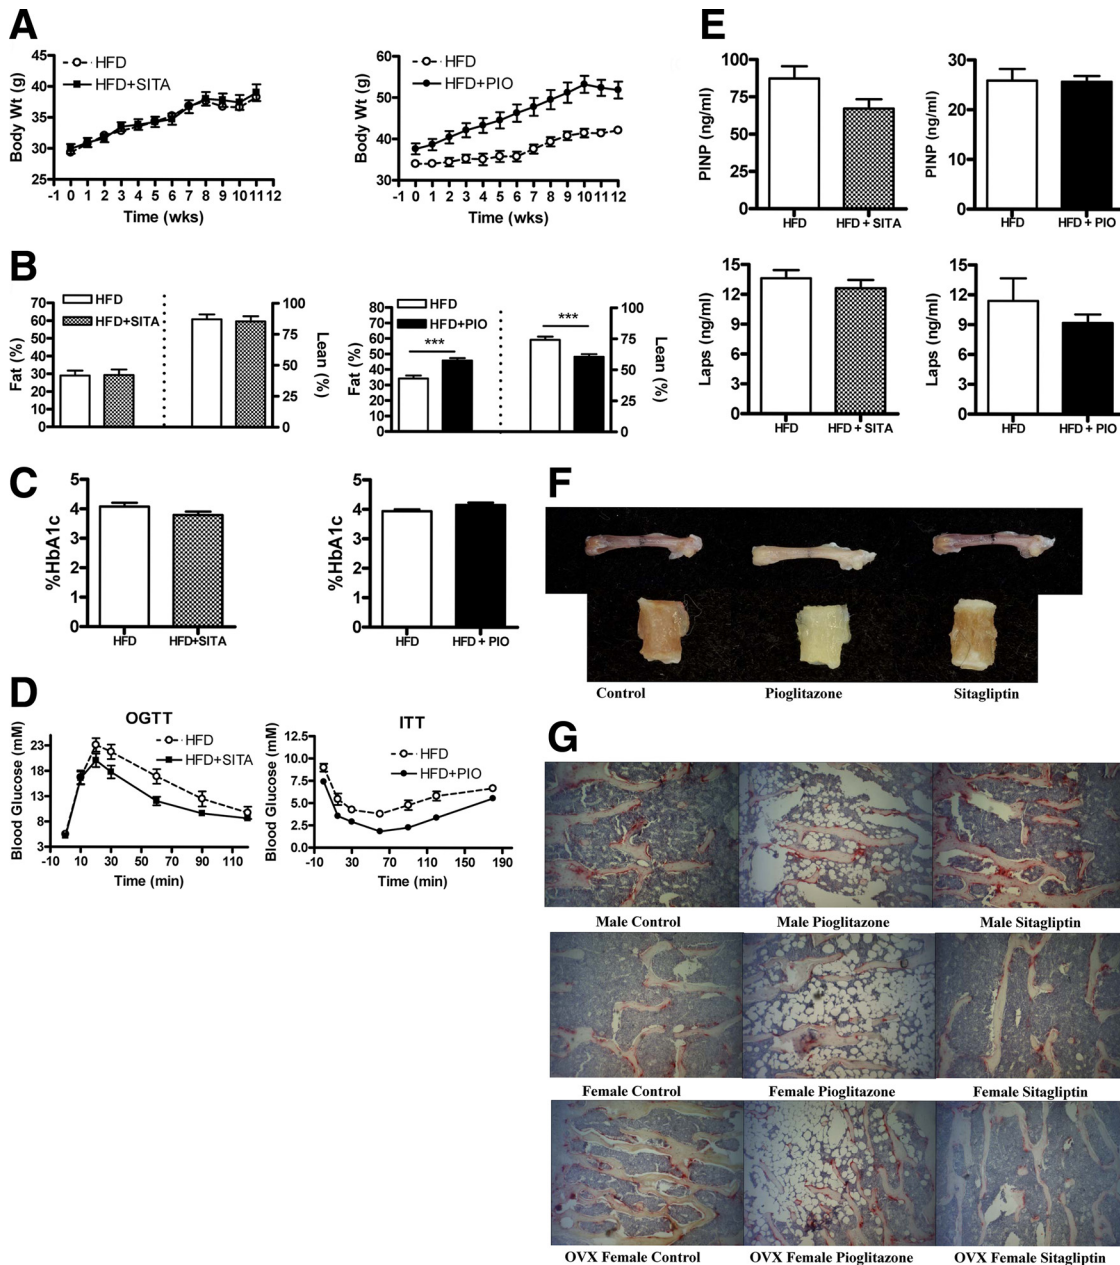 A
HFD
HFD+SITA
Body Wt (g)
45
40
35
30
25
-1 0 1 2 3 4 5 6 7 8 9 10 11 12
Time (wks)
HFD
HFD+PIO
Body Wt (g)
60
50
40
30
-1 0 1 2 3 4 5 6 7 8 9 10 11 12
Time (wks)
B
HFD
HFD+SITA
Fat (%)
70
60
50
40
30
20
10
0
100
75
50
25
0
Lean (%)
HFD
HFD+PIO
***
***
Fat (%)
80
70
60
50
40
30
20
10
0
100
75
50
25
0
Lean (%)
C
%HbA1c
5
4
3
2
1
0
HFD HFD+SITA
%HbA1c
5
4
3
2
1
0
HFD HFD + PIO
D
OGTT
HFD
HFD+SITA
Blood Glucose (mM)
23
18
13
8
3
-10 10 30 50 70 90 110
Time (min)
ITT
HFD
HFD+PIO
Blood Glucose (mM)
12.5
10.0
7.5
5.0
2.5
0.0
-10 30 70 110 150 190
Time (min)
E
PINP (ng/ml)
100
75
50
25
0
HFD HFD + SITA
PINP (ng/ml)
30
20
10
0
HFD HFD + PIO
Laps (ng/ml)
15
12
9
6
3
0
HFD HFD + SITA
Laps (ng/ml)
15
12
9
6
3
0
HFD HFD + PIO
F
Control Pioglitazone Sitagliptin
G
Male Control Male Pioglitazone Male Sitagliptin
Female Control Female Pioglitazone Female Sitagliptin
OVX Female Control OVX Female Pioglitazone OVX Female Sitagliptin